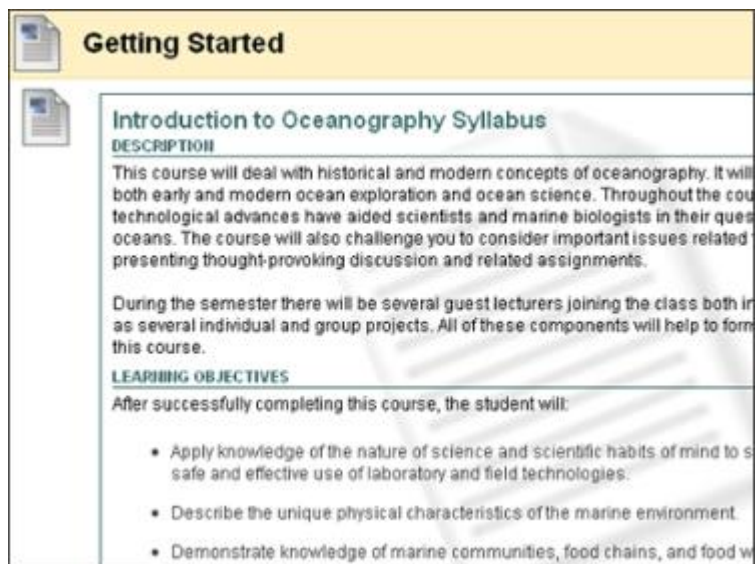 Getting Started
Introduction to Oceanography Syllabus
DESCRIPTION
This course will deal with historical and modern concepts of oceanography. It will
both early and modern ocean exploration and ocean science. Throughout the cou
technological advances have aided scientists and marine biologists in their ques
oceans. The course will also challenge you to consider important issues related
presenting thought-provoking discussion and related assignments.
During the semester there will be several guest lecturers joining the class both in
as several individual and group projects. All of these components will help to form
this course.
LEARNING OBJECTIVES
After successfully completing this course, the student will:
• Apply knowledge of the nature of science and scientific habits of mind to s
safe and effective use of laboratory and field technologies.
• Describe the unique physical characteristics of the marine environment.
• Demonstrate knowledge of marine communities, food chains, and food w